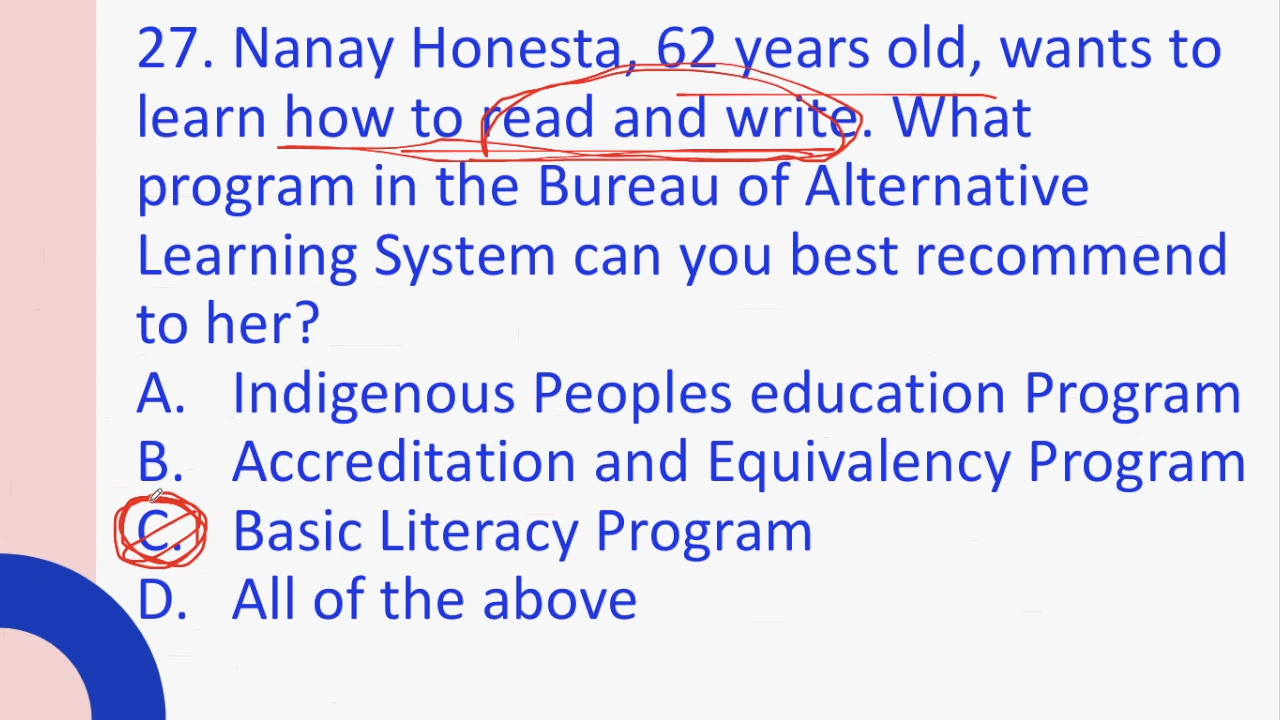 27. Nanay Honesta, 62 years old, wants to
learn how to read and write. What
program in the Bureau of Alternative
Learning System can you best recommend
to her?
A. Indigenous Peoples education Program
B. Accreditation and Equivalency Program
C. Basic Literacy Program
D. All of the above